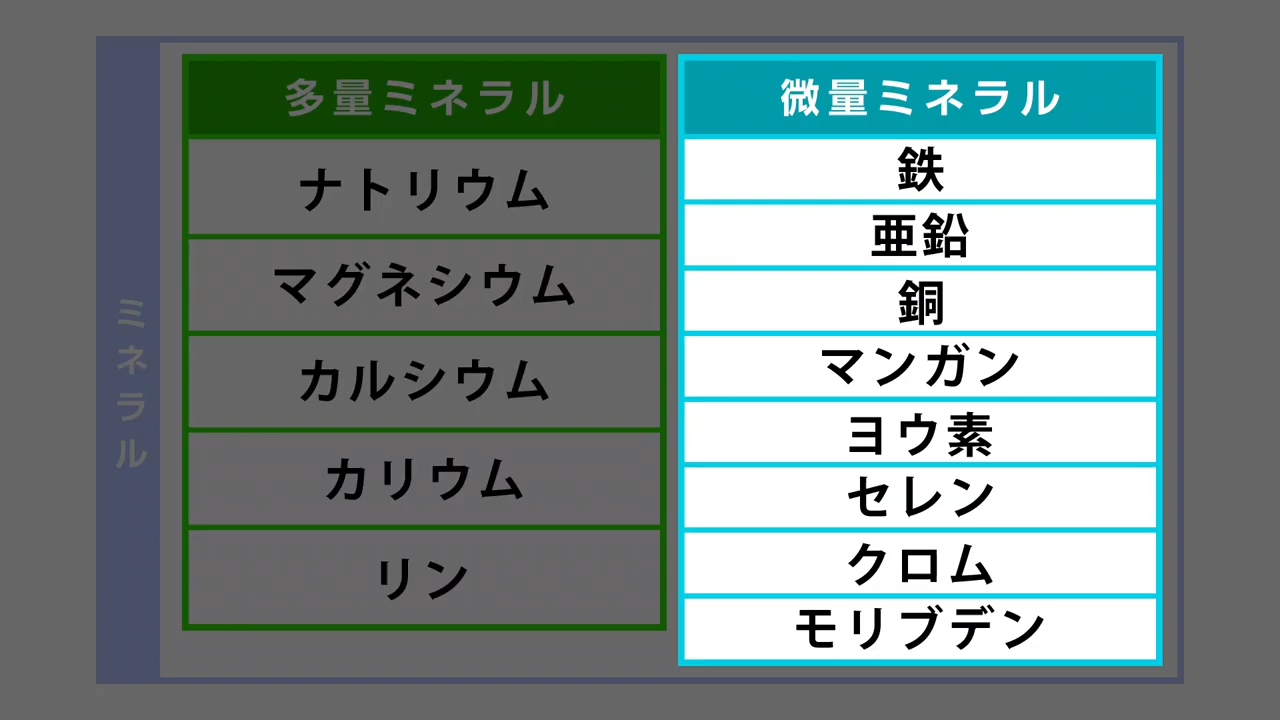 ミネラル
多量ミネラル
ナトリウム
マグネシウム
カルシウム
カリウム
リン
微量ミネラル
鉄
亜鉛
銅
マンガン
ヨウ素
セレン
クロム
モリブデン